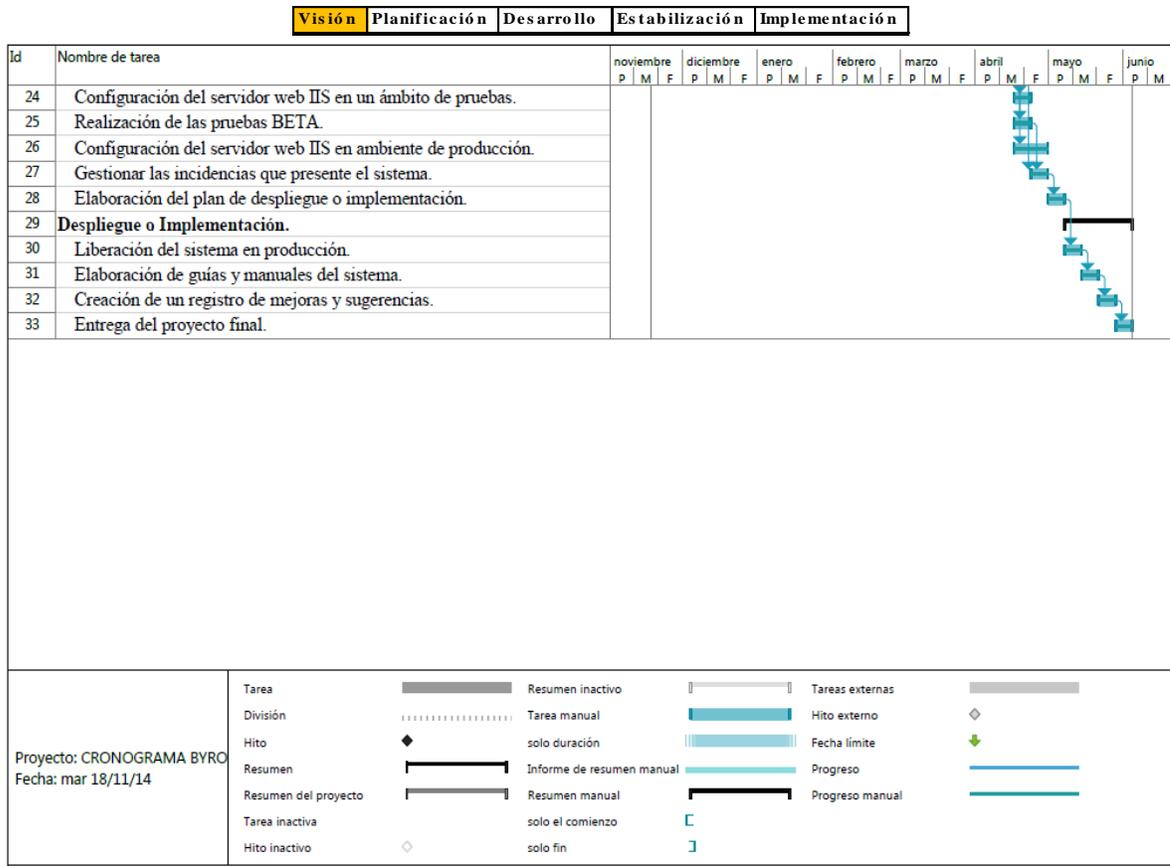 Visión Planificación Desarrollo Estabilización Implementación
Id Nombre de tarea noviembre diciembre enero febrero marzo abril mayo junio
P M F P M F P M F P M F P M F P M F P M F P M
24 Configuración del servidor web IIS en un ámbito de pruebas.
25 Realización de las pruebas BETA.
26 Configuración del servidor web IIS en ambiente de producción.
27 Gestionar las incidencias que presente el sistema.
28 Elaboración del plan de despliegue o implementación.
29 Despliegue o Implementación.
30 Liberación del sistema en producción.
31 Elaboración de guías y manuales del sistema.
32 Creación de un registro de mejoras y sugerencias.
33 Entrega del proyecto final.
Proyecto: CRONOGRAMA BYRO
Fecha: mar 18/11/14
Tarea Resumen inactivo Tareas externas
División Tarea manual Hito externo
Hito solo duración Fecha límite
Resumen Informe de resumen manual Progreso
Resumen del proyecto Resumen manual Progreso manual
Tarea inactiva solo el comienzo
Hito inactivo solo fin